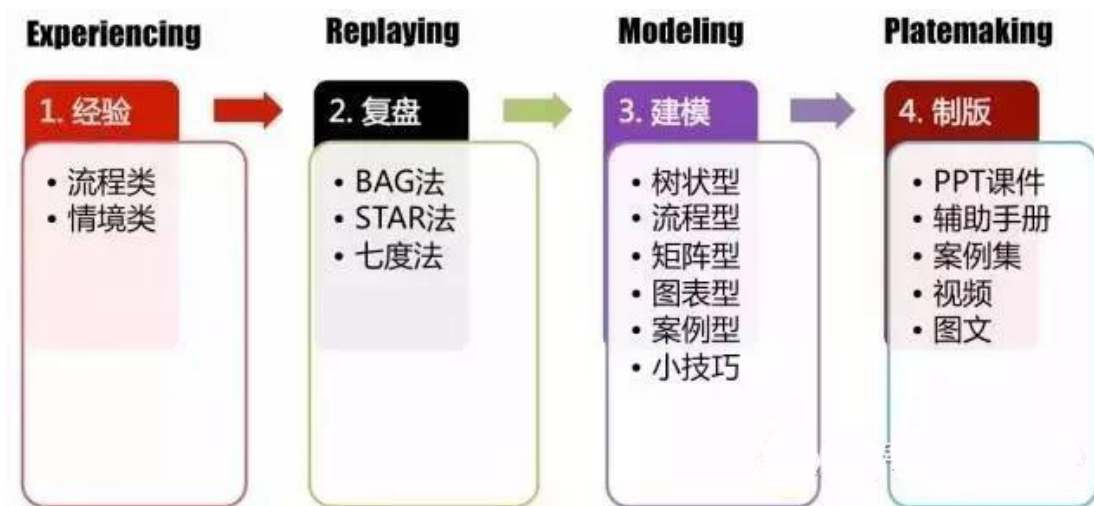 Experiencing
Replaying
Modeling
Platemaking
1. 经验
2. 复盘
3. 建模
4. 制版
• 流程类
• 情境类
• BAG法
• STAR法
• 七度法
• 树状型
• 流程型
• 矩阵型
• 图表型
• 案例型
• 小技巧
• PPT课件
• 辅助手册
• 案例集
• 视频
• 图文